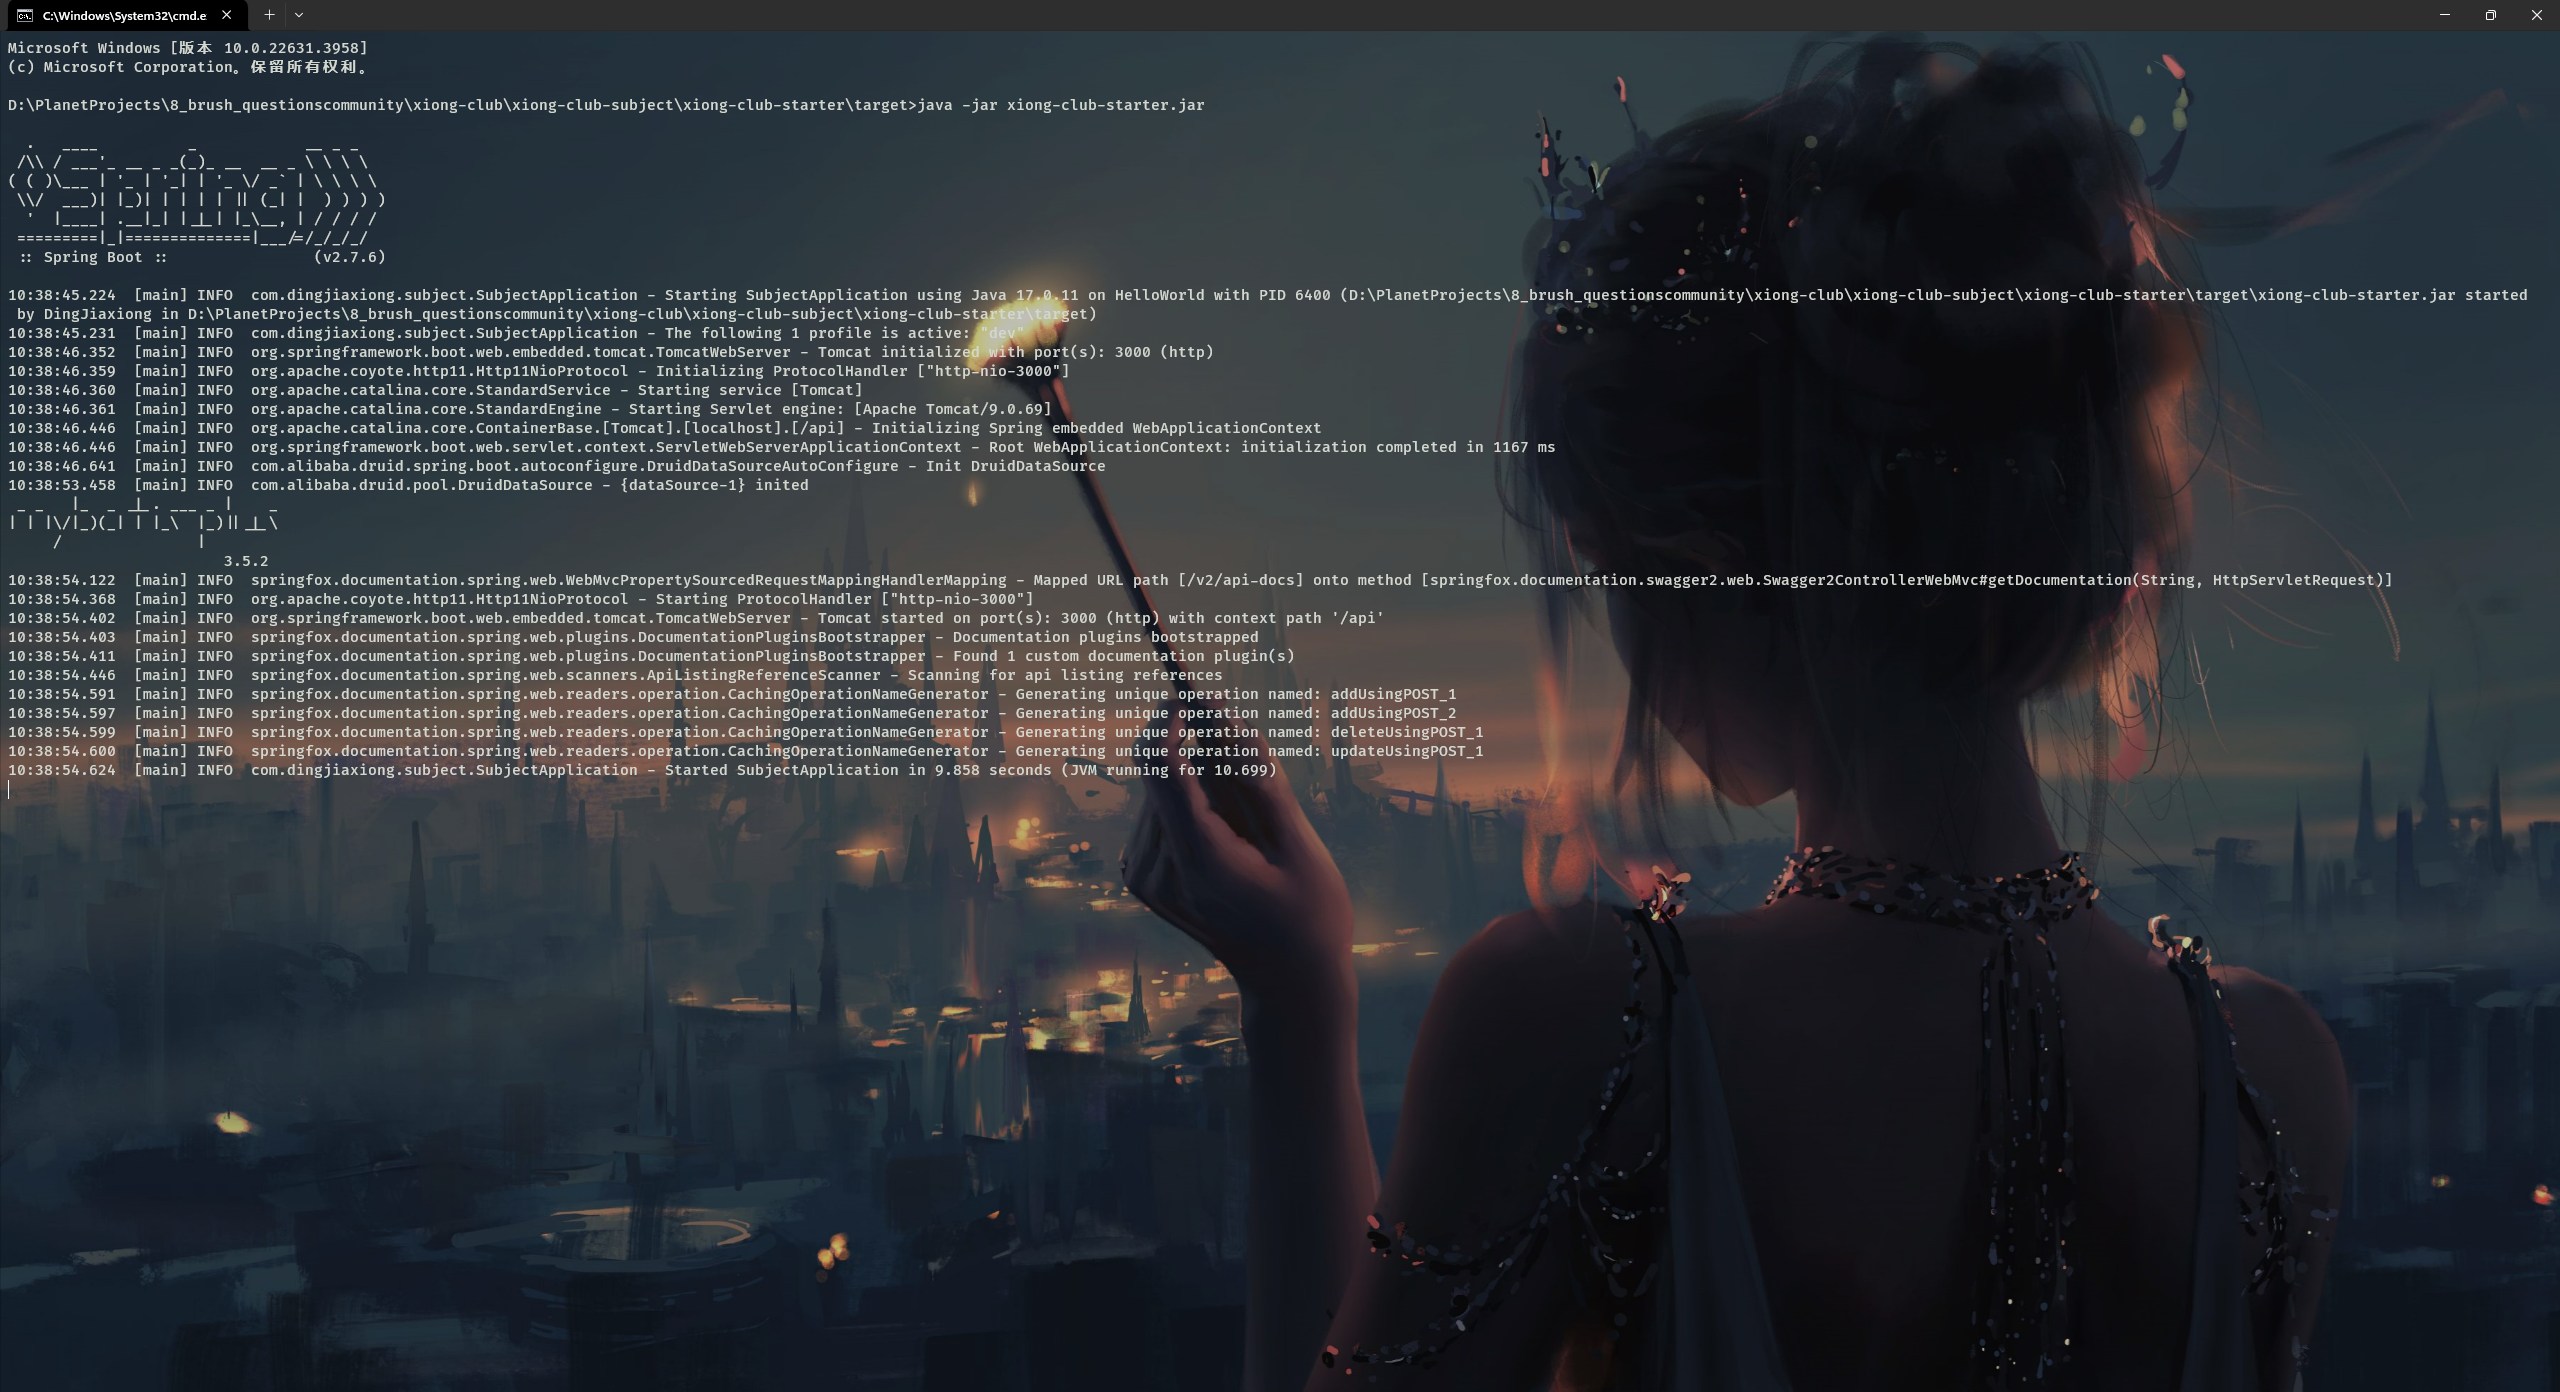 C:\Windows\System32\cmd.e
Microsoft Windows [版本 10.0.22631.3958]
(c) Microsoft Corporation。保留所有权利。
D:\PlanetProjects\8_brush_questionscommunity\xiong-club\xiong-club-subject\xiong-club-starter\target>java -jar xiong-club-starter.jar
  .   ____          _            __ _ _
 /\\ / ___'_ __ _ _(_)_ __  __ _ \ \ \ \
( ( )\___ | '_ | '_| | '_ \/ _` | \ \ \ \
 \\/  ___)| |_)| | | | | || (_| |  ) ) ) )
  '  |____| .__|_| |_|_| |_\__, | / / / /
 =========|_|==============|___/=/_/_/_/
 :: Spring Boot ::                (v2.7.6)
10:38:45.224  [main] INFO  com.dingjiaxiong.subject.SubjectApplication - Starting SubjectApplication using Java 17.0.11 on HelloWorld with PID 6400 (D:\PlanetProjects\8_brush_questionscommunity\xiong-club\xiong-club-subject\xiong-club-starter\target\xiong-club-starter.jar started
 by DingJiaxiong in D:\PlanetProjects\8_brush_questionscommunity\xiong-club\xiong-club-subject\xiong-club-starter\target)
10:38:45.231  [main] INFO  com.dingjiaxiong.subject.SubjectApplication - The following 1 profile is active: "dev"
10:38:46.352  [main] INFO  org.springframework.boot.web.embedded.tomcat.TomcatWebServer - Tomcat initialized with port(s): 3000 (http)
10:38:46.359  [main] INFO  org.apache.coyote.http11.Http11NioProtocol - Initializing ProtocolHandler ["http-nio-3000"]
10:38:46.360  [main] INFO  org.apache.catalina.core.StandardService - Starting service [Tomcat]
10:38:46.361  [main] INFO  org.apache.catalina.core.StandardEngine - Starting Servlet engine: [Apache Tomcat/9.0.69]
10:38:46.446  [main] INFO  org.apache.catalina.core.ContainerBase.[Tomcat].[localhost].[/api] - Initializing Spring embedded WebApplicationContext
10:38:46.446  [main] INFO  org.springframework.boot.web.servlet.context.ServletWebServerApplicationContext - Root WebApplicationContext: initialization completed in 1167 ms
10:38:46.641  [main] INFO  com.alibaba.druid.spring.boot.autoconfigure.DruidDataSourceAutoConfigure - Init DruidDataSource
10:38:53.458  [main] INFO  com.alibaba.druid.pool.DruidDataSource - {dataSource-1} inited
 _ _   |_  _ _|_. ___ _ |    _
| | |\/|_)(_| | |_\  |_)||_|_\
     /               |
                        3.5.2
10:38:54.122  [main] INFO  springfox.documentation.spring.web.WebMvcPropertySourcedRequestMappingHandlerMapping - Mapped URL path [/v2/api-docs] onto method [springfox.documentation.swagger2.web.Swagger2ControllerWebMvc#getDocumentation(String, HttpServletRequest)]
10:38:54.368  [main] INFO  org.apache.coyote.http11.Http11NioProtocol - Starting ProtocolHandler ["http-nio-3000"]
10:38:54.402  [main] INFO  org.springframework.boot.web.embedded.tomcat.TomcatWebServer - Tomcat started on port(s): 3000 (http) with context path '/api'
10:38:54.403  [main] INFO  springfox.documentation.spring.web.plugins.DocumentationPluginsBootstrapper - Documentation plugins bootstrapped
10:38:54.411  [main] INFO  springfox.documentation.spring.web.plugins.DocumentationPluginsBootstrapper - Found 1 custom documentation plugin(s)
10:38:54.446  [main] INFO  springfox.documentation.spring.web.scanners.ApiListingReferenceScanner - Scanning for api listing references
10:38:54.591  [main] INFO  springfox.documentation.spring.web.readers.operation.CachingOperationNameGenerator - Generating unique operation named: addUsingPOST_1
10:38:54.597  [main] INFO  springfox.documentation.spring.web.readers.operation.CachingOperationNameGenerator - Generating unique operation named: addUsingPOST_2
10:38:54.599  [main] INFO  springfox.documentation.spring.web.readers.operation.CachingOperationNameGenerator - Generating unique operation named: deleteUsingPOST_1
10:38:54.600  [main] INFO  springfox.documentation.spring.web.readers.operation.CachingOperationNameGenerator - Generating unique operation named: updateUsingPOST_1
10:38:54.624  [main] INFO  com.dingjiaxiong.subject.SubjectApplication - Started SubjectApplication in 9.858 seconds (JVM running for 10.699)